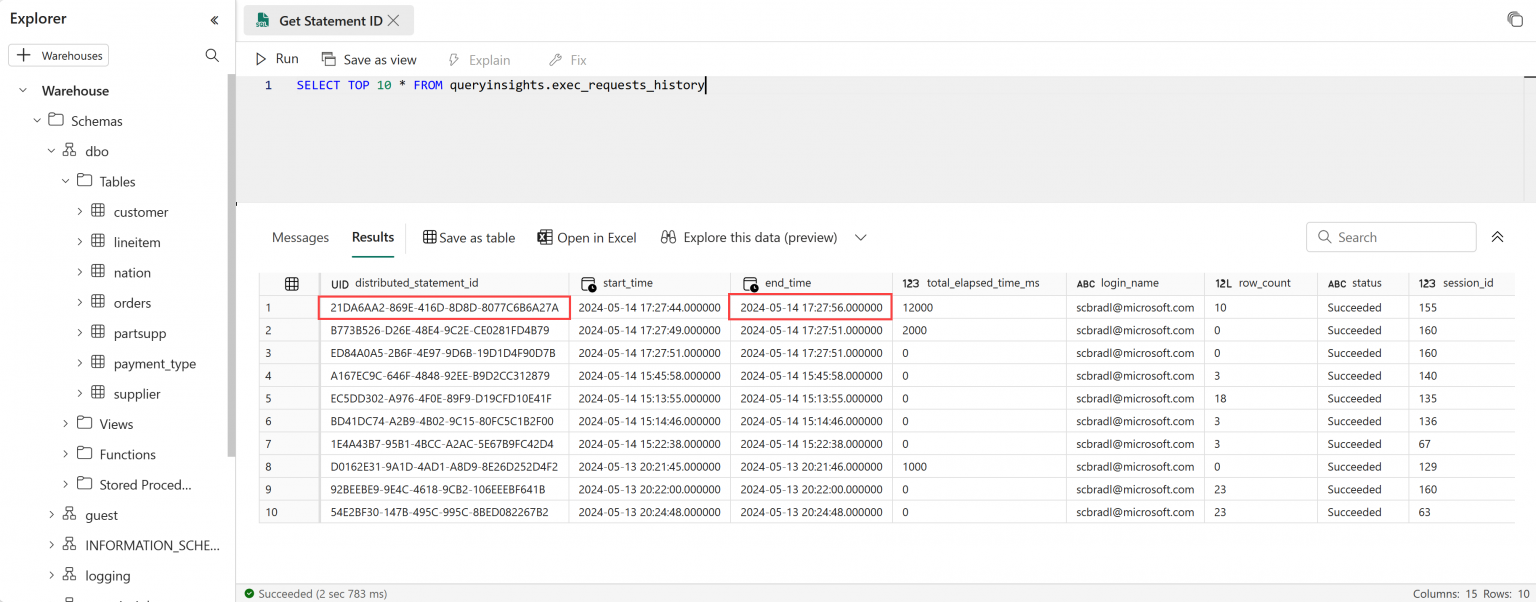 Explorer
Warehouses
Warehouse
Schemas
dbo
Tables
customer
lineitem
nation
orders
partsupp
payment_type
supplier
Views
Functions
Stored Proced...
guest
INFORMATION_SCHE...
logging
SQL Get Statement ID
Run Save as view Explain Fix
1 SELECT TOP 10 * FROM queryinsights.exec_requests_history
Messages Results Save as table Open in Excel Explore this data (preview) Search
UID distributed_statement_id start_time end_time 123 total_elapsed_time_ms ABC login_name 12L row_count ABC status 123 session_id
1 21DA6AA2-869E-416D-8D8D-8077C6B6A27A 2024-05-14 17:27:44.000000 2024-05-14 17:27:56.000000 12000 scbradl@microsoft.com 10 Succeeded 155
2 B773B526-D26E-48E4-9C2E-CE0281FD4B79 2024-05-14 17:27:49.000000 2024-05-14 17:27:51.000000 2000 scbradl@microsoft.com 0 Succeeded 160
3 ED84A0A5-2B6F-4E97-9D6B-19D1D4F90D7B 2024-05-14 17:27:51.000000 2024-05-14 17:27:51.000000 0 scbradl@microsoft.com 0 Succeeded 160
4 A167EC9C-646F-4848-92EE-B9D2CC312879 2024-05-14 15:45:58.000000 2024-05-14 15:45:58.000000 0 scbradl@microsoft.com 3 Succeeded 140
5 EC5DD302-A976-4F0E-89F9-D19CFD10E41F 2024-05-14 15:13:55.000000 2024-05-14 15:13:55.000000 0 scbradl@microsoft.com 18 Succeeded 135
6 BD41DC74-A2B9-4B02-9C15-80FC5C1B2F00 2024-05-14 15:14:46.000000 2024-05-14 15:14:46.000000 0 scbradl@microsoft.com 3 Succeeded 136
7 1E4A43B7-95B1-4BCC-A2AC-5E67B9FC42D4 2024-05-14 15:22:38.000000 2024-05-14 15:22:38.000000 0 scbradl@microsoft.com 3 Succeeded 67
8 D0162E31-9A1D-4AD1-A8D9-8E26D252D4F2 2024-05-13 20:21:45.000000 2024-05-13 20:21:46.000000 1000 scbradl@microsoft.com 0 Succeeded 129
9 92BEEBE9-9E4C-4618-9CB2-106EEEBF641B 2024-05-13 20:22:00.000000 2024-05-13 20:22:00.000000 0 scbradl@microsoft.com 23 Succeeded 160
10 54E2BF30-147B-495C-995C-8BED082267B2 2024-05-13 20:24:48.000000 2024-05-13 20:24:48.000000 0 scbradl@microsoft.com 23 Succeeded 63
Succeeded (2 sec 783 ms) Columns: 15 Rows: 10